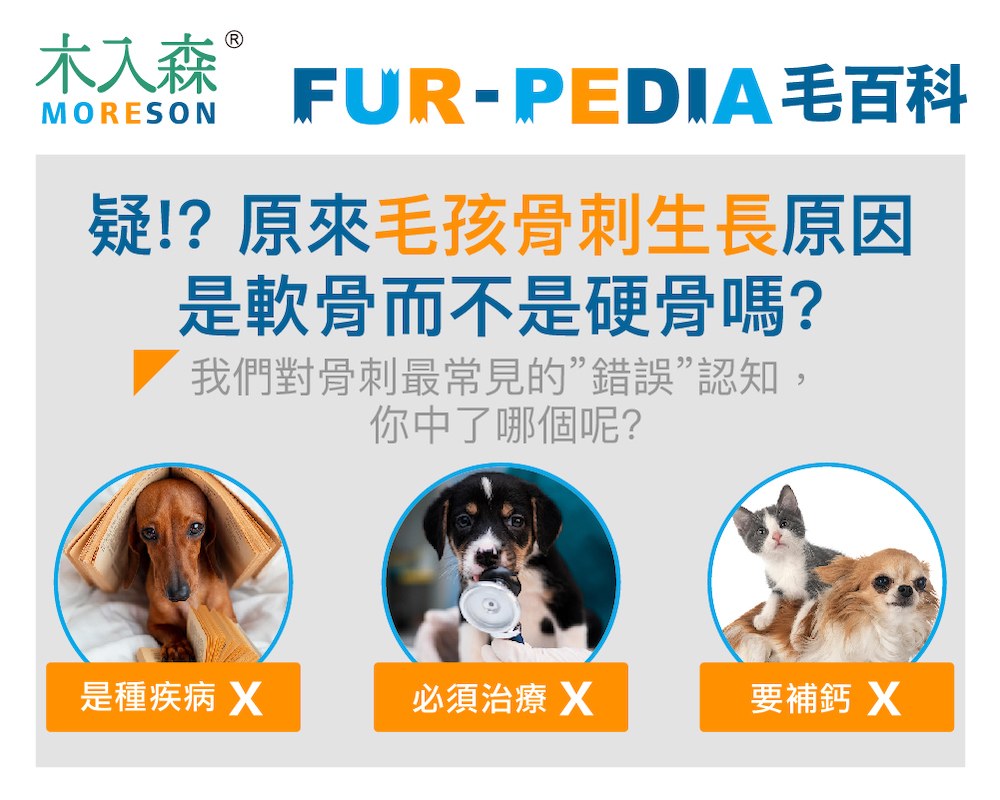 木入森®
MORESON
FUR-PEDIA毛百科
疑!? 原來毛孩骨刺生長原因
是軟骨而不是硬骨嗎?
我們對骨刺最常見的”錯誤”認知，
你中了哪個呢?
是種疾病 X
必須治療 X
要補鈣 X